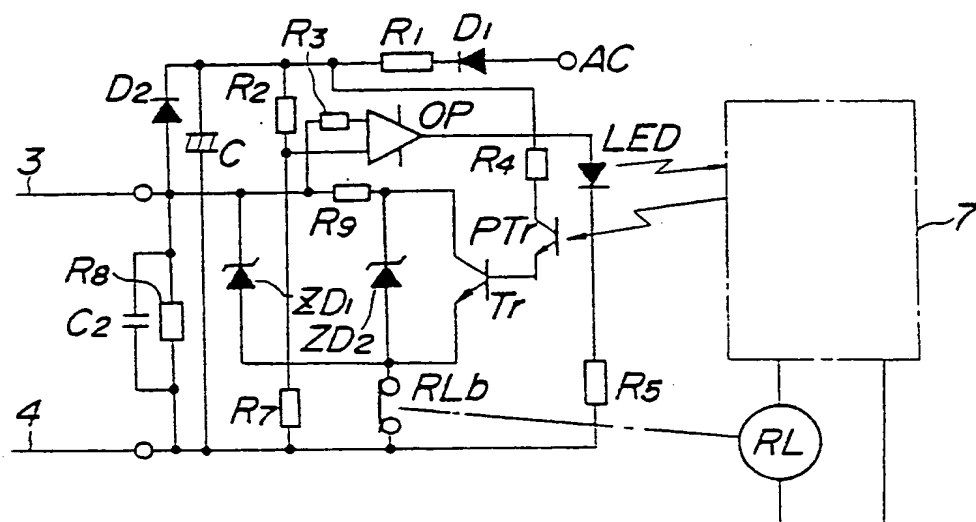 R3
R1
D1
AC
D2
R2
OP
C
R4
LED
3
R9
PTr
7
R8
C2
ZD1
ZD2
Tr
RLb
R5
R7
4
RL